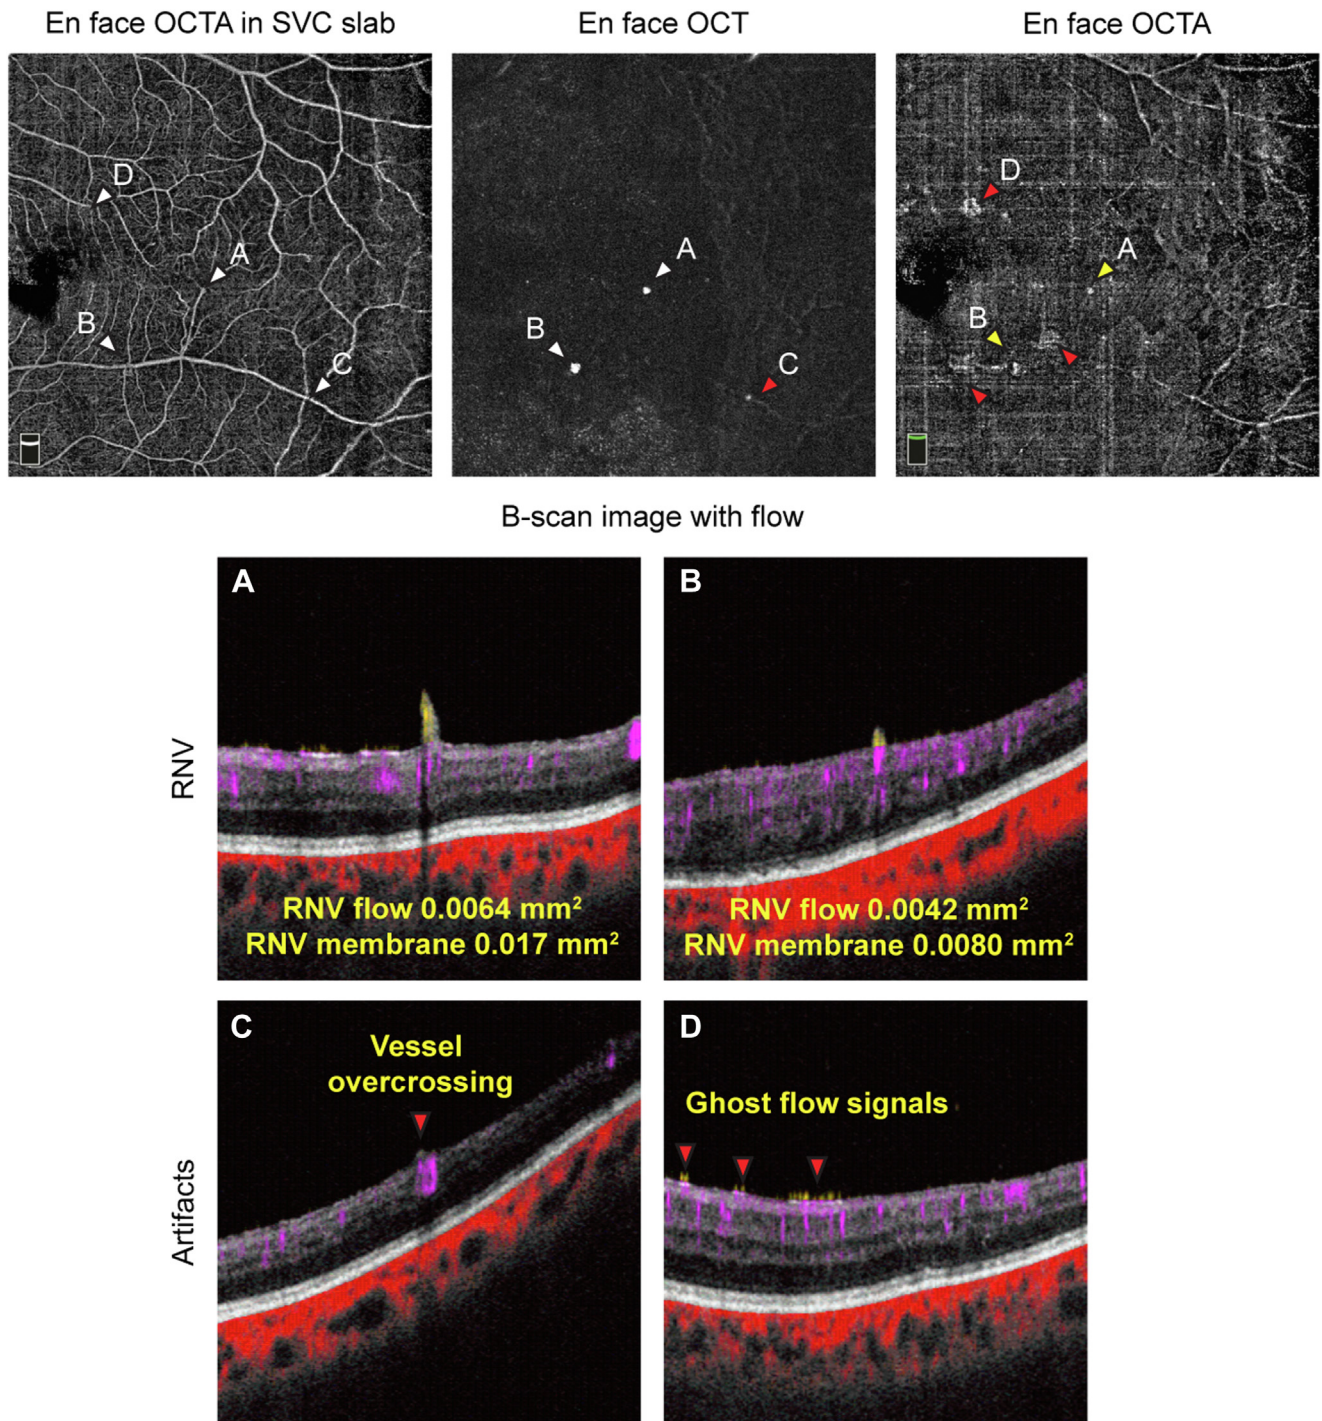 En face OCTA in SVC slab
En face OCT
En face OCTA
D
A
B
C
A
B
C
D
A
B
B-scan image with flow
RNV
A
RNV flow 0.0064 mm²
RNV membrane 0.017 mm²
B
RNV flow 0.0042 mm²
RNV membrane 0.0080 mm²
Artifacts
C
Vessel
overcrossing
D
Ghost flow signals